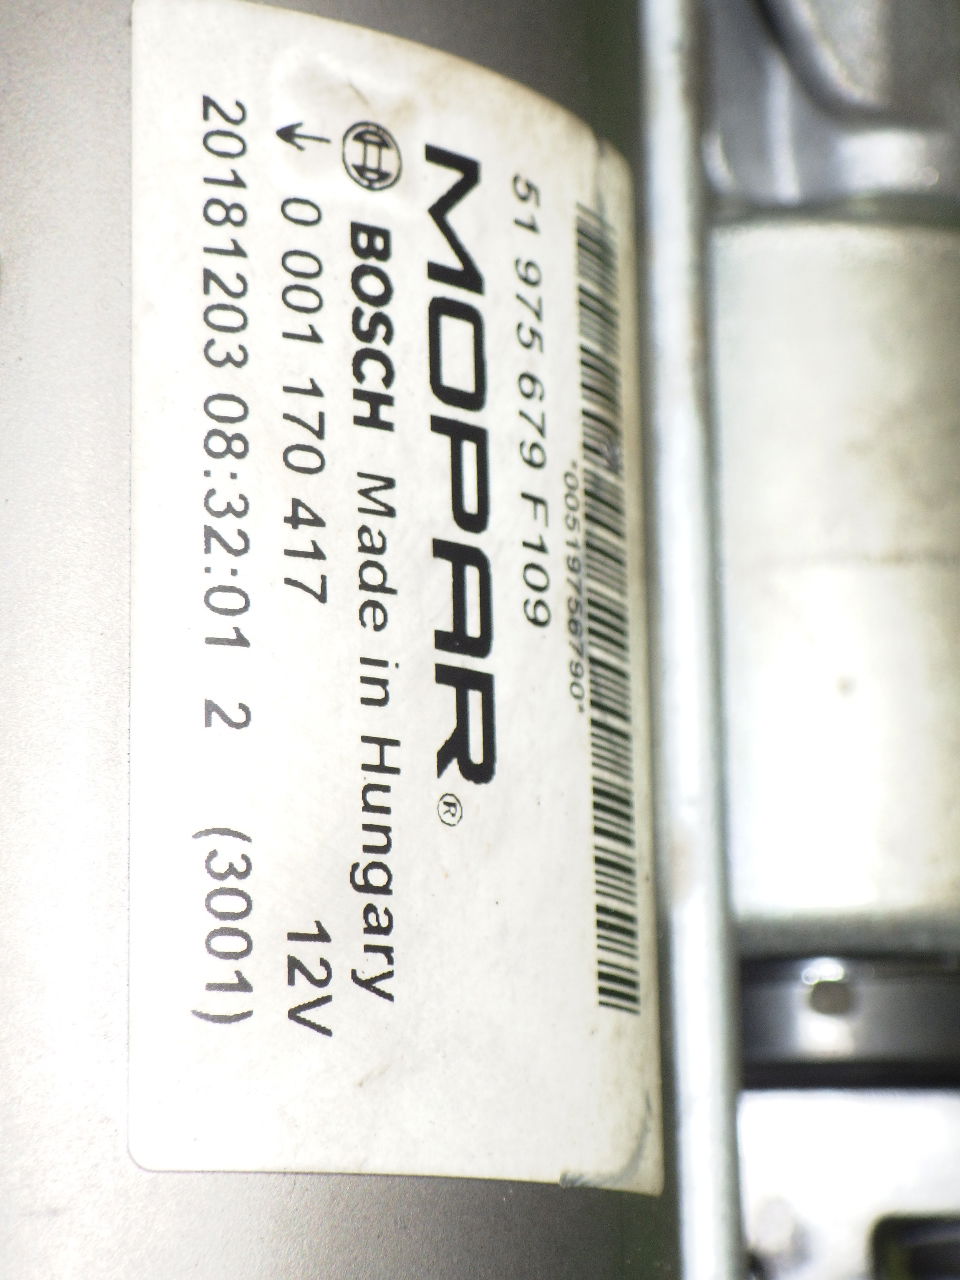 *00519756790*
51 975 679 F109
MOPAR®
BOSCH Made in Hungary
0 001 170 417 12V
20181203 08:32:01 2 (3001)